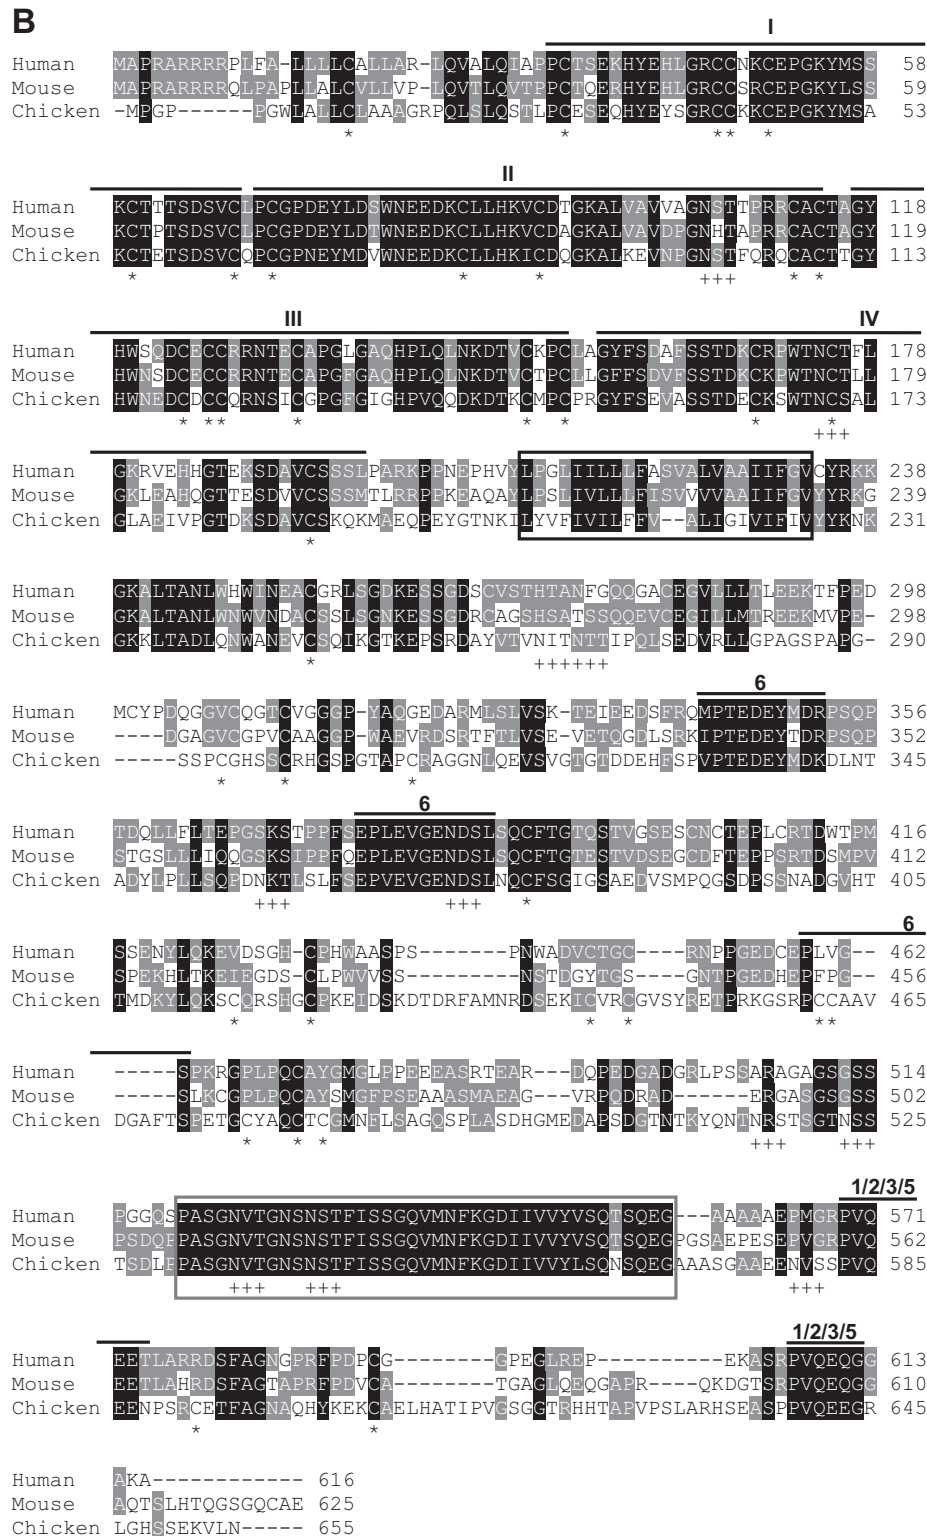 B
I
Human MAPRARRRRPLFA-LLLLCALLAR-LQVALQIAPPCTSEKHYEHLGRCCNKCEPGKYMSS 58
Mouse MAPRARRRRQLPAPLLALCVLLVP-LQVTLQVTPPCTQERHYEHLGRCCSRCEPGKYLSS 59
Chicken -MPGP------PGWLALLCLAAAGRPQLSLQSTLPCESEQHYEYSGRCCKKCEPGKYMSA 53
* * ** *
II
Human KCTTTSDSVCLPCGPDEYLDSWNEEDKCLLHKVCDTGKALVAVVAGNSTTPRRCACTAGY 118
Mouse KCTPTSDSVCLPCGPDEYLDTWNEEDKCLLHKVCDAGKALVAVDPGNHTAPRRCACTAGY 119
Chicken KCTETSDSVCQPCGPNEYMDVWNEEDKCLLHKICDQGKALKEVNPGNSTFQRQCACTTGY 113
* * * * * +++ * *
III IV
Human HWSQDCECCRRNTECAPGLGAQHPLQLNKDTVCKPCLAGYFSDAFSSTDKCRPWTNCTFL 178
Mouse HWNSDCECCRRNTECAPGFGAQHPLQLNKDTVCTPCLLGFFSDVFSSTDKCKPWTNCTLL 179
Chicken HWNEDCDCCQRNSICGPGFGIGHPVQQDKDTKCMPCPRGYFSEVASSTDECKSWTNCSAL 173
* ** * * * * *
+++
Human GKRVEHHGTEKSDAVCSSSLPARKPPNEPHVYLPGLIILLLFASVALVAAIIFGVCYRKK 238
Mouse GKLEAHQGTTESDVVCSSSMTLRRPPKEAQAYLPSLIVLLLFISVVVVAAIIFGVYYRKG 239
Chicken GLAEIVPGTDKSDAVCSKQKMAEQPEYGTNKILYVFIVILFFV--ALIGIVIFIVYYKNK 231
*
Human GKALTANLWHWINEACGRLSGDKESSGDSCVSTHTANFGQQGACEGVLLLTLEEKTFPED 298
Mouse GKALTANLWNWVNDACSSLSGNKESSGDRCAGSHSATSSQQEVCEGILLMTREEKMVPE- 298
Chicken GKKLTADLQNWANEVCSQIKGTKEPSRDAYVTVNITNTTIPQLSEDVRLLGPAGSPAPG- 290
* ++++++
6
Human MCYPDQGGVCQGTCVGGGP-YAQGEDARMLSLVSK-TEIEEDSFRQMPTEDEYMDRPSQP 356
Mouse ----DGAGVCGPVCAAGGP-WAEVRDSRTFTLVSE-VETQGDLSRKIPTEDEYTDRPSQP 352
Chicken -----SSPCGHSSCRHGSPGTAPCRAGGNLQEVSVGTGTDDEHFSPVPTEDEYMDKDLNT 345
* * *
6
Human TDQLLFLTEPGSKSTPPFSEPLEVGENDSLSQCFTGTQSTVGSESCNCTEPLCRTDWTPM 416
Mouse STGSLLLIQQGSKSIPPFQEPLEVGENDSLSQCFTGTESTVDSEGCDFTEPPSRTDSMPV 412
Chicken ADYLPLLSQPDNKTLSLFSEPVEVGENDSLNQCFSGIGSAEDVSMPQGSDPSSNADGVHT 405
+++ +++ *
6
Human SSENYLQKEVDSGH-CPHWAASPS-------PNWADVCTGC----RNPPGEDCEPLVG-- 462
Mouse SPEKHLTKEIEGDS-CLPWVVSS--------NSTDGYTGS----GNTPGEDHEPFPG-- 456
Chicken TMDKYLQKSCQRSHGCPKEIDSKDTDRFAMNRDSEKICVRCGVSYRETPRKGSRPCCAAV 465
* * * * **
Human -----SPKRGPLPQCAYGMGLPPEEEASRTEAR---DQPEDGADGRLPSSARAGAGSGSS 514
Mouse -----SLKCGPLPQCAYSMGFPSEAAASMAEAG---VRPQDRAD------ERGASGSGSS 502
Chicken DGAFTSPETGCYAQCTCGMNFLSAGQSPLASDHGMEDAPSDGTNTKYQNTNRSTSGTNSS 525
* * * +++ +++
Human PGGQSPASGNVTGNSNSTFISSGQVMNFKGDIIVVYVSQTSQEG---AAAAAEPMGRPVQ 571
Mouse PSDQPPASGNVTGNSNSTFISSGQVMNFKGDIIVVYVSQTSQEGPGSAEPESEPVGRPVQ 562
Chicken TSDLPPASGNVTGNSNSTFISSGQVMNFKGDIIVVYLSQNSQEGAAASGAAEENVSSPVQ 585
+++ +++ +++
1/2/3/5
Human EETLARRDSFAGNGPRFPDPCG--------GPEGLREP----------EKASRPVQEQGG 613
Mouse EETLAHRDSFAGTAPRFPDVCA--------TGAGLQEQGAPR----QKDGTSRPVQEQGG 610
Chicken EENPSRCETFAGNAQHYKEKCAELHATIPVGSGGTRHHTAPVPSLARHSEASPPVQEEGR 645
* *
1/2/3/5
Human AKA------------ 616
Mouse AQTSLHTQGSGQCAE 625
Chicken LGHSSEKVLN----- 655